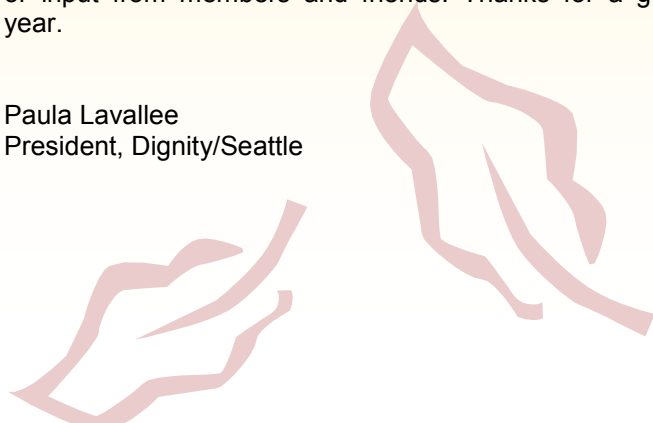 or input from members and friends. Thanks for a g
year.
Paula Lavallee
President, Dignity/Seattle